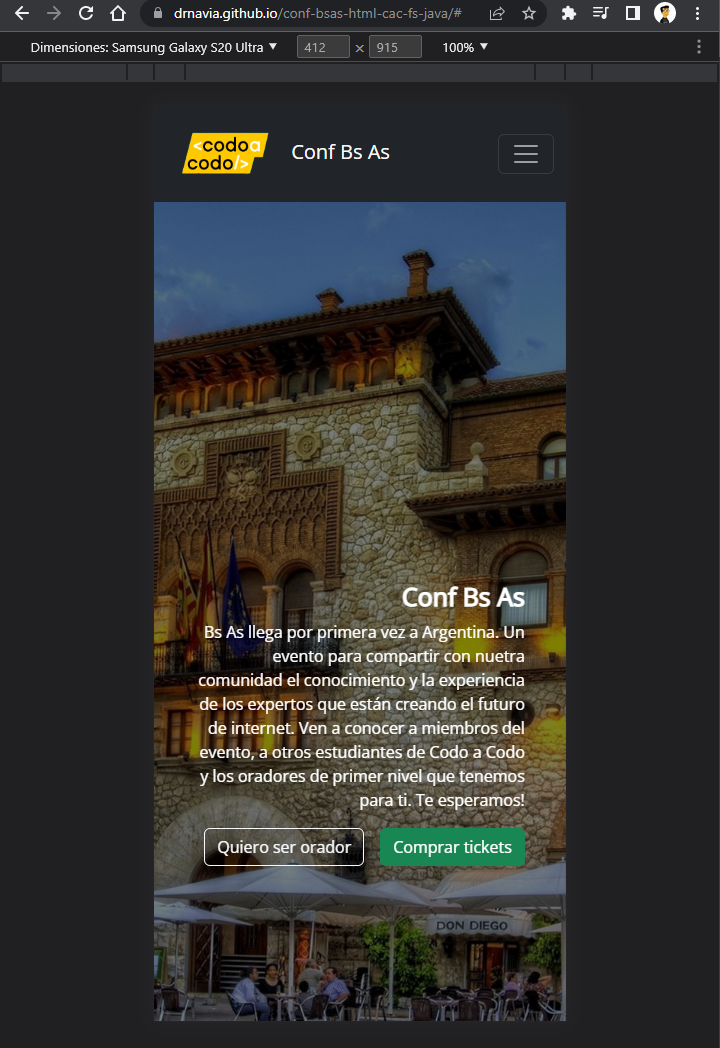 drnavia.github.io/conf-bsas-html-cac-fs-java/#
Dimensiones: Samsung Galaxy S20 Ultra 412 × 915 100%
<codo a
codo/>
Conf Bs As
Conf Bs As
Bs As llega por primera vez a Argentina. Un
evento para compartir con nuetra
comunidad el conocimiento y la experiencia
de los expertos que están creando el futuro
de internet. Ven a conocer a miembros del
evento, a otros estudiantes de Codo a Codo
y los oradores de primer nivel que tenemos
para ti. Te esperamos!
Quiero ser orador Comprar tickets
DON DIEGO